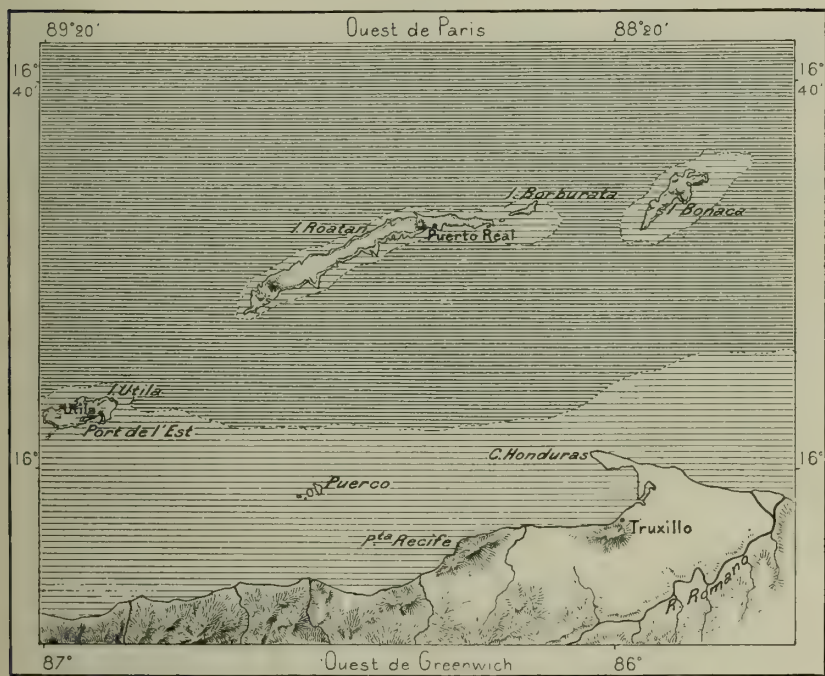 89°20' Ouest de Paris 88°20'
16°
40'
16°
40'
I. Borburata
I. Bonaca
I. Roatan
Puerto Real
I. Utila
Utila
Port de l'Est
16°
C. Honduras
16°
Puerco
Truxillo
Pta Recife
R. Romano
87° Ouest de Greenwich 86°